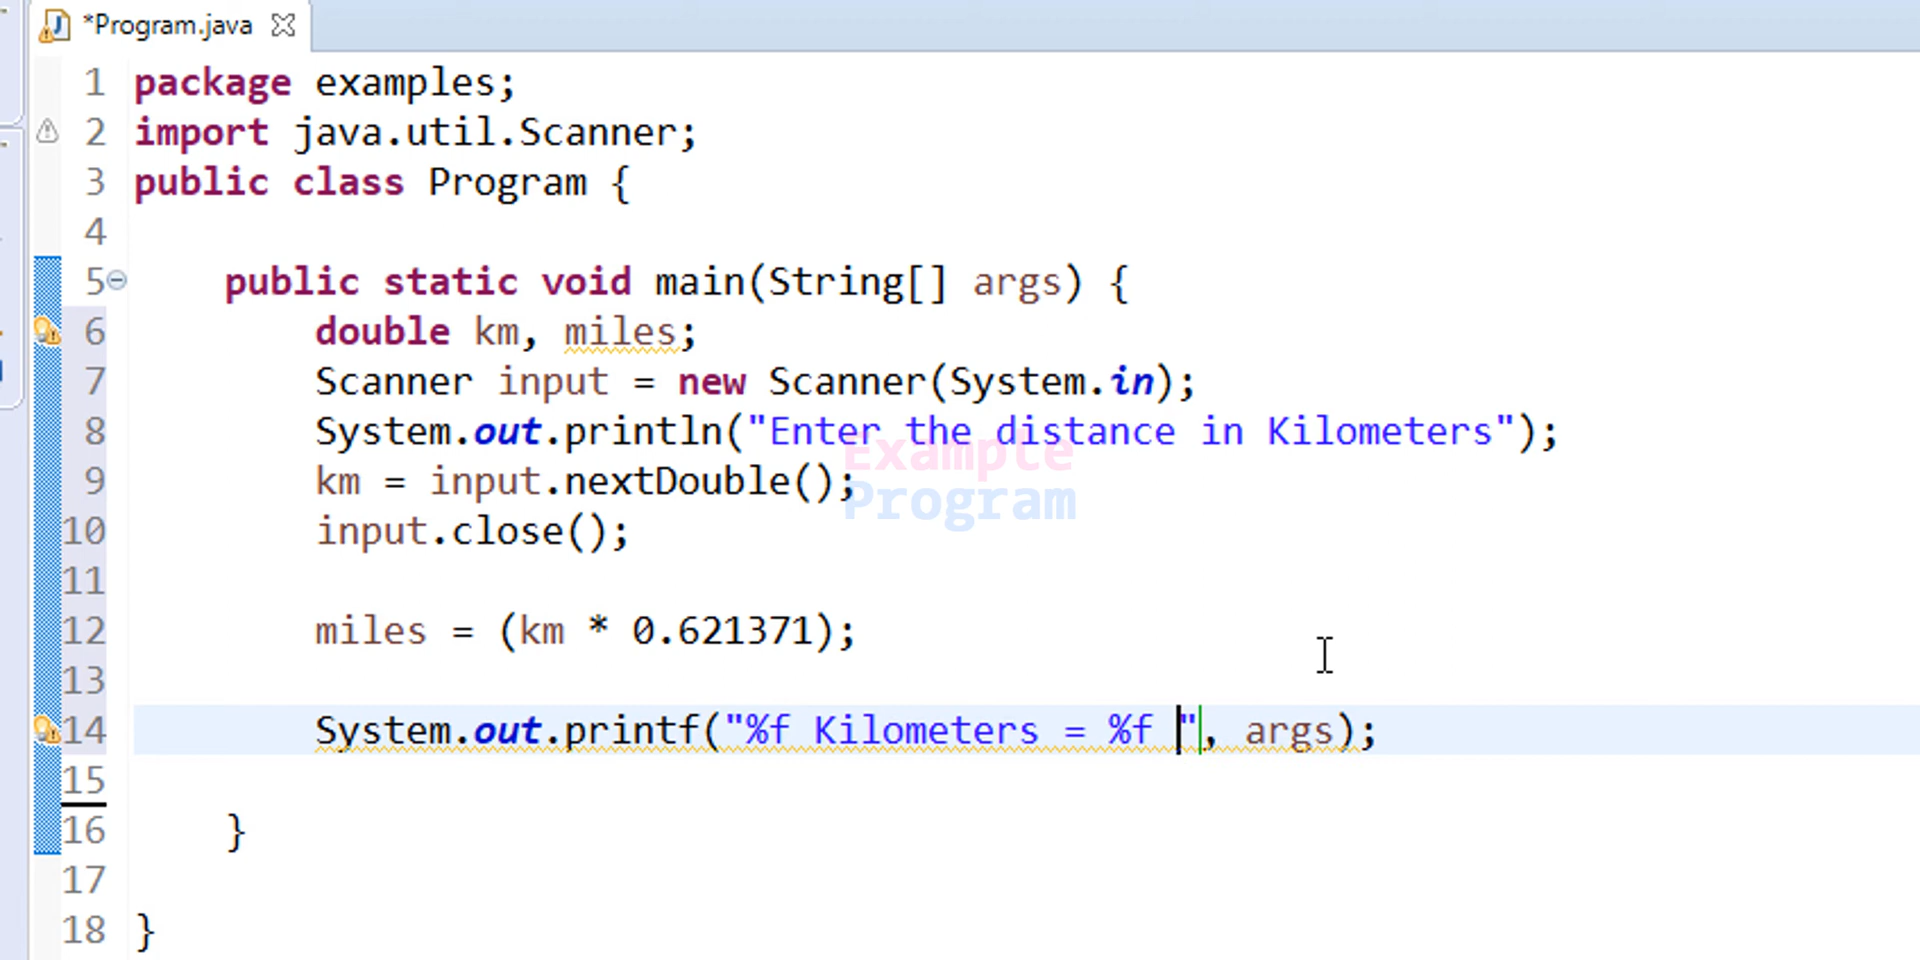 *Program.java
1 package examples;
2 import java.util.Scanner;
3 public class Program {
4
5 public static void main(String[] args) {
6 double km, miles;
7 Scanner input = new Scanner(System.in);
8 System.out.println("Enter the distance in Kilometers");
9 km = input.nextDouble();
Example
Program
10 input.close();
11
12 miles = (km * 0.621371);
13
14 System.out.printf("%f Kilometers = %f ", args);
15
16 }
17
18 }